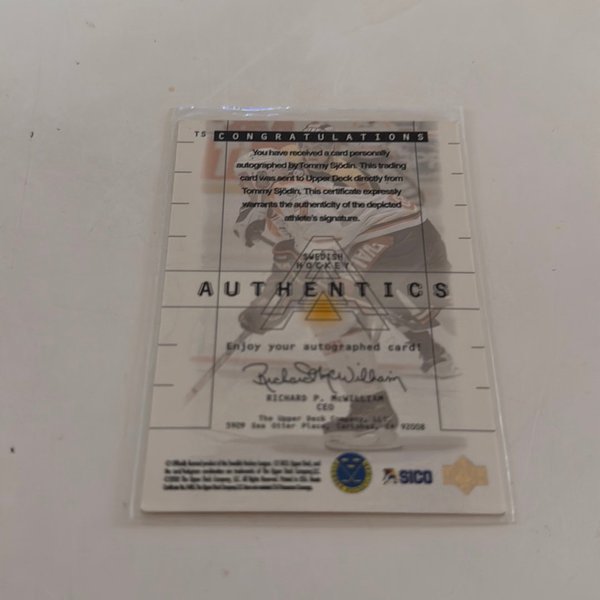 TS CONGRATULATIONS
You have received a card personally
autographed by Tommy Sjödin. This trading
card was sent to Upper Deck directly from
Tommy Sjödin. This certificate expressly
warrants the authenticity of the depicted
athlete's signature.
SWEDISH
HOCKEY
AUTHENTICS
Enjoy your autographed card!
Richard P. McWilliam
RICHARD P. McWILLIAM
CEO
The Upper Deck Company, LLC
5909 Sea Otter Place, Carlsbad, CA 92008
SICO